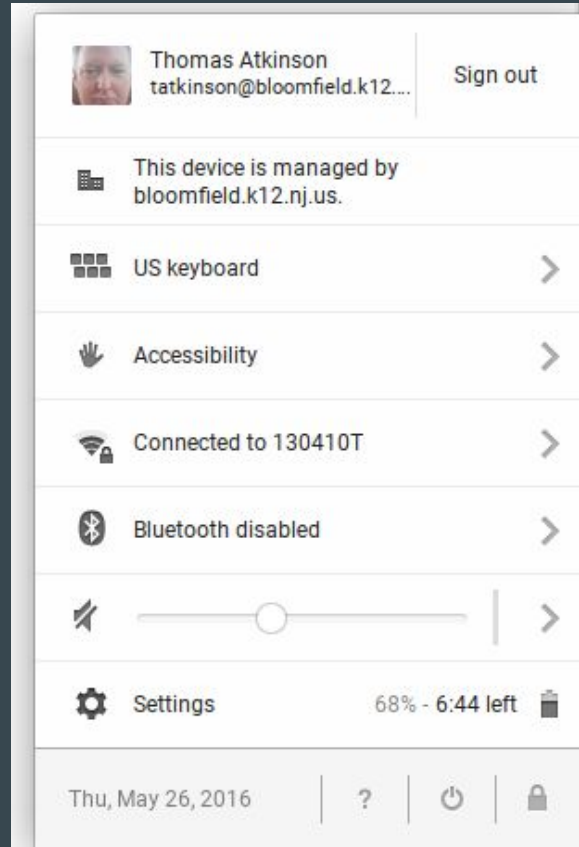 Thomas Atkinson
tatkinson@bloomfield.k12....
Sign out
This device is managed by
bloomfield.k12.nj.us.
US keyboard
Accessibility
Connected to 130410T
Bluetooth disabled
Settings 68% - 6:44 left
Thu, May 26, 2016 ?